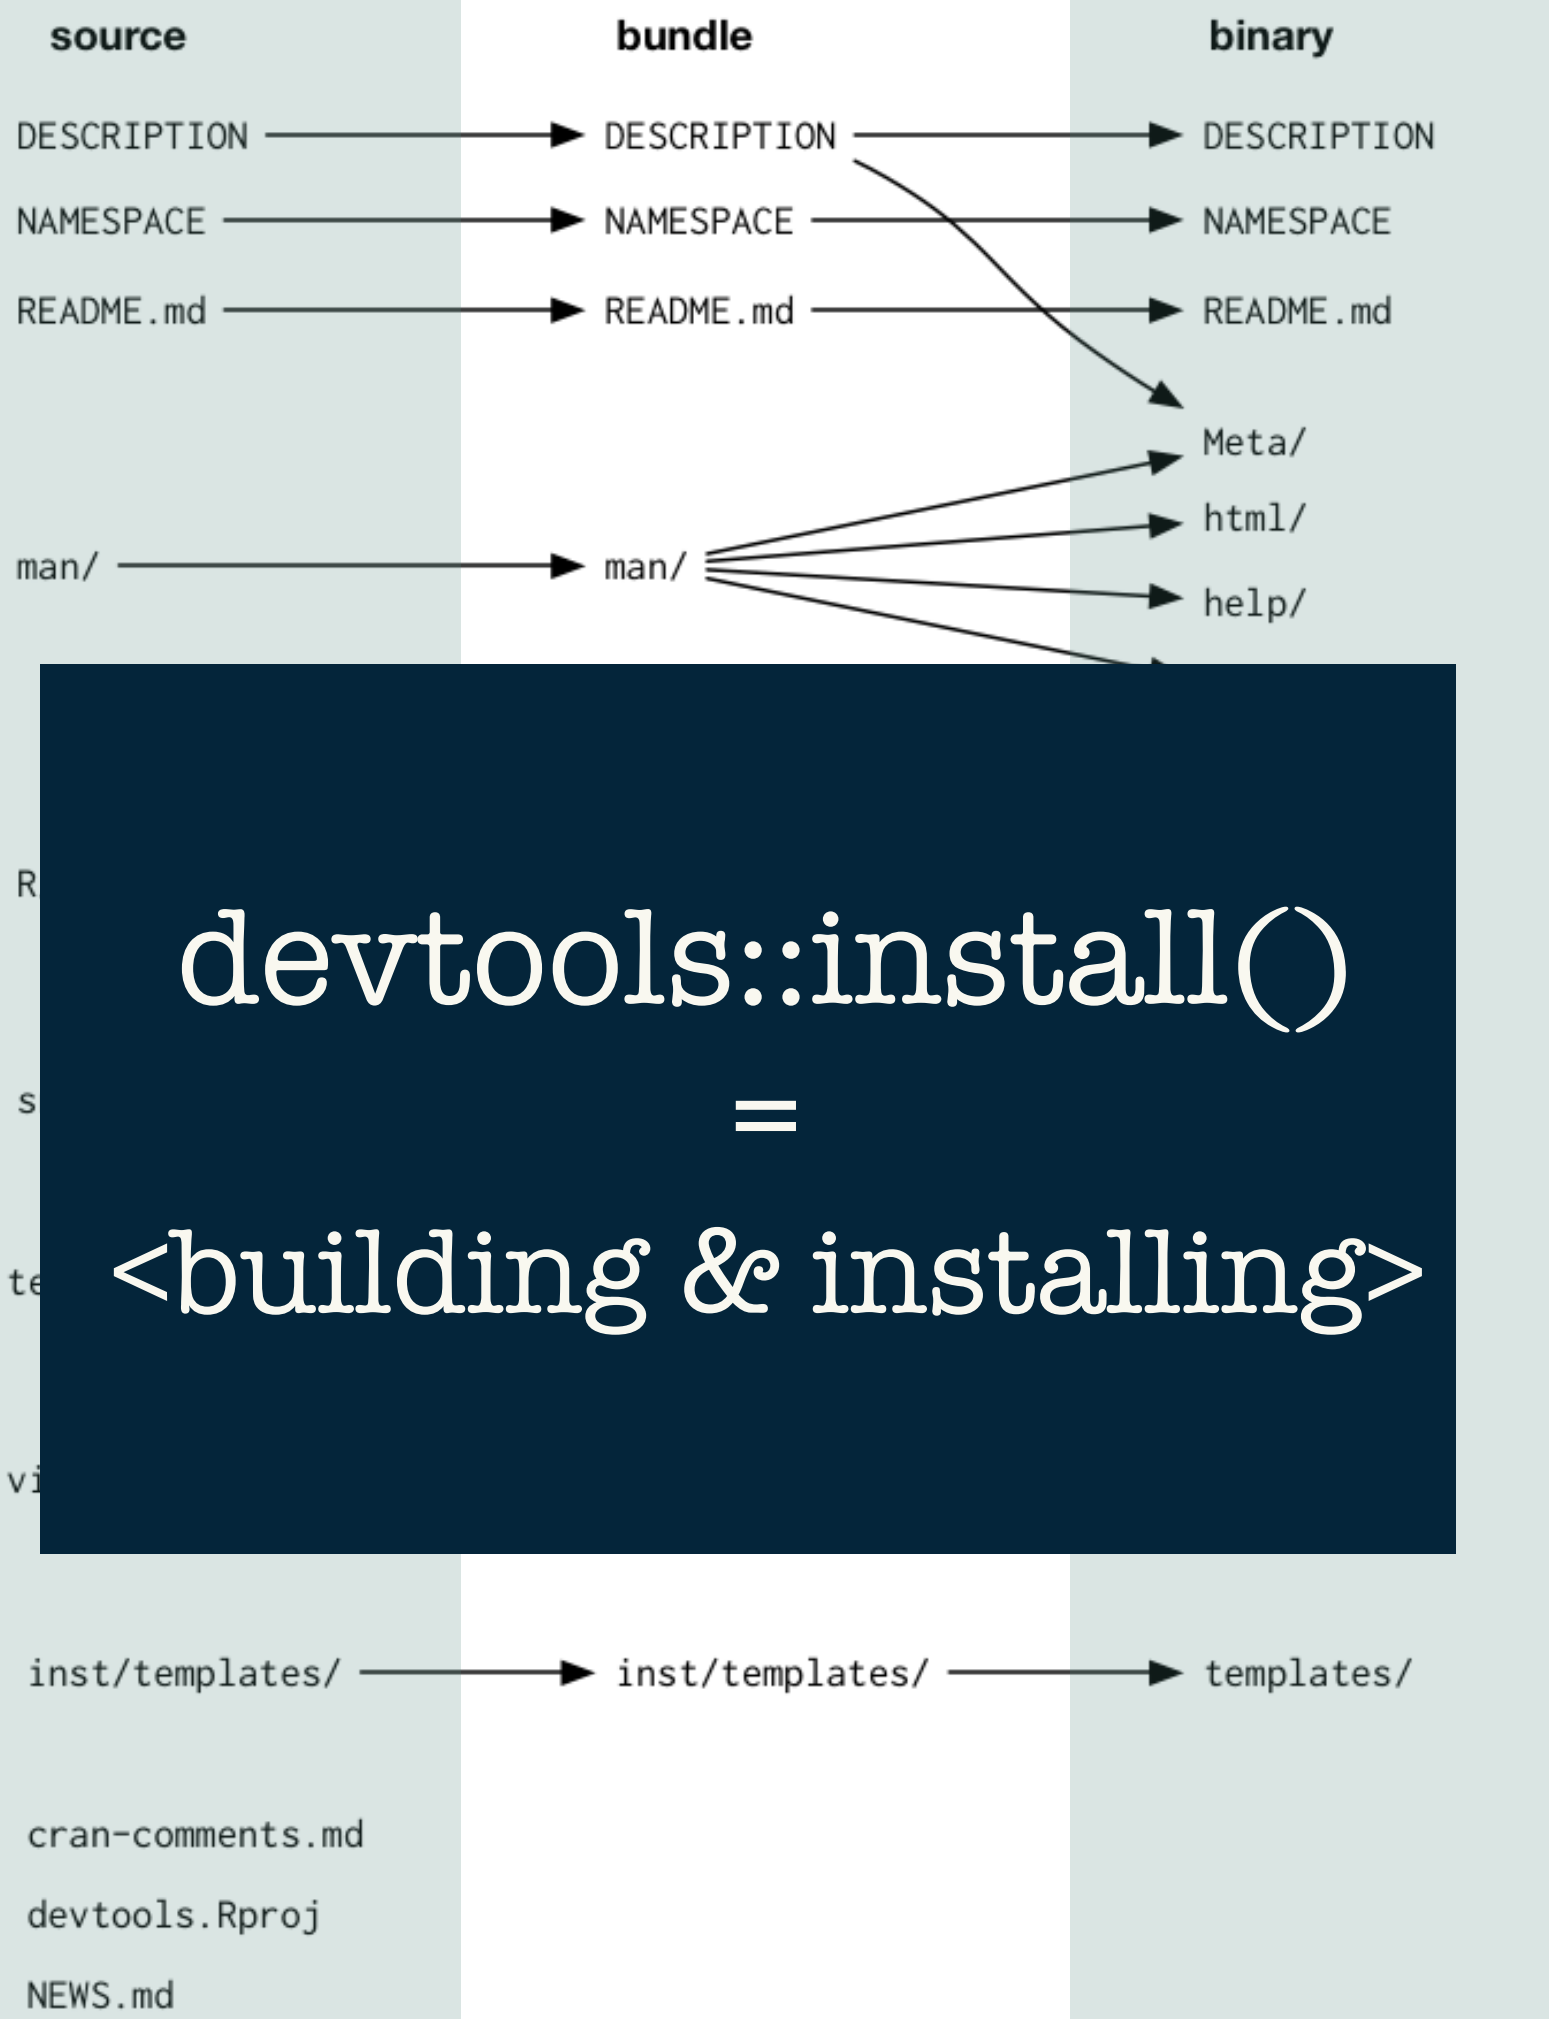 source bundle binary
DESCRIPTION DESCRIPTION DESCRIPTION
NAMESPACE NAMESPACE NAMESPACE
README.md README.md README.md
Meta/
html/
man/ man/
help/
devtools::install()
=
<building & installing>
inst/templates/ inst/templates/ templates/
cran-comments.md
devtools.Rproj
NEWS.md